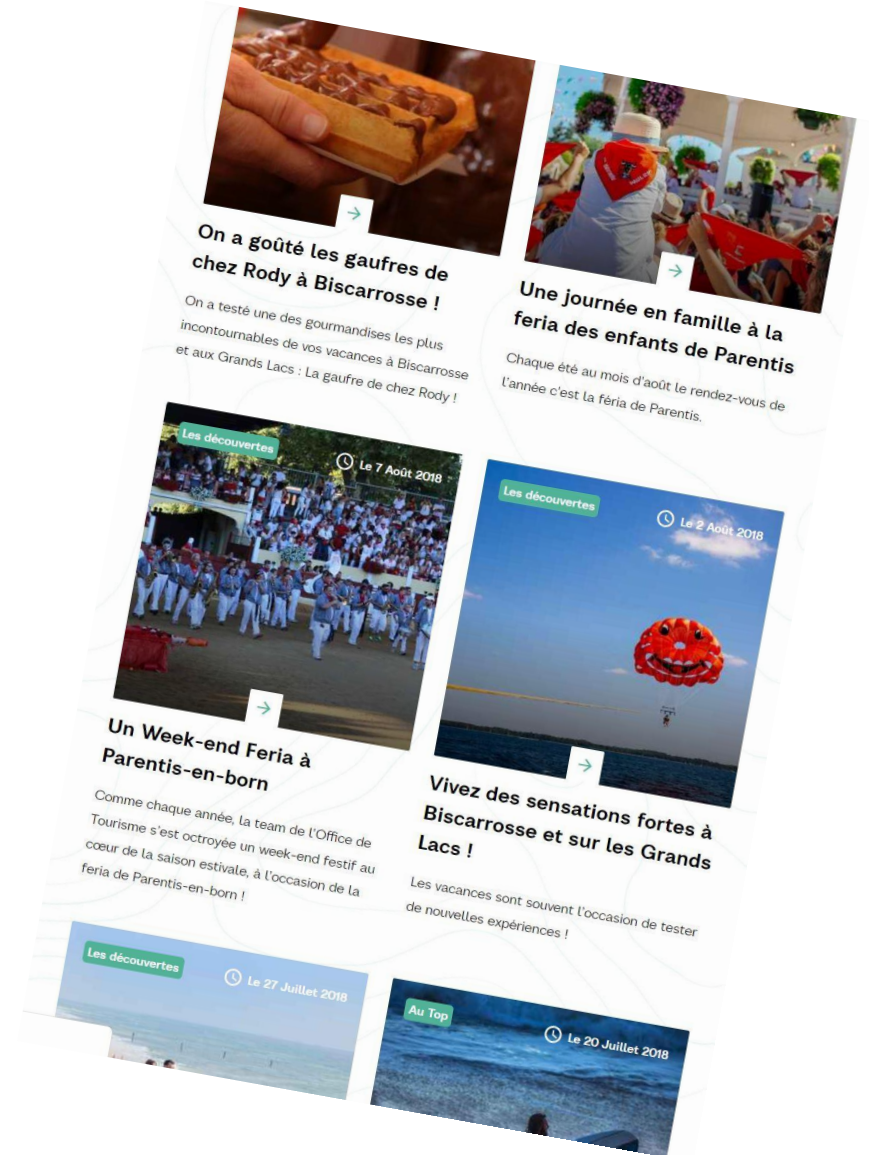 On a goûté les gaufres de
chez Rody à Biscarrosse !
On a testé une des gourmandises les plus
incontournables de vos vacances à Biscarrosse
et aux Grands Lacs : La gaufre de chez Rody !
Une journée en famille à la
feria des enfants de Parentis
Chaque été au mois d'août le rendez-vous de
l'année c'est la féria de Parentis.
Les découvertes
Le 7 Août 2018
Un Week-end Feria à
Parentis-en-born
Comme chaque année, la team de l'Office de
Tourisme s'est octroyée un week-end festif au
cœur de la saison estivale, à l'occasion de la
feria de Parentis-en-born !
Les découvertes
Le 2 Août 2018
Vivez des sensations fortes à
Biscarrosse et sur les Grands
Lacs !
Les vacances sont souvent l'occasion de tester
de nouvelles expériences !
Les découvertes
Le 27 Juillet 2018
Au Top
Le 20 Juillet 2018